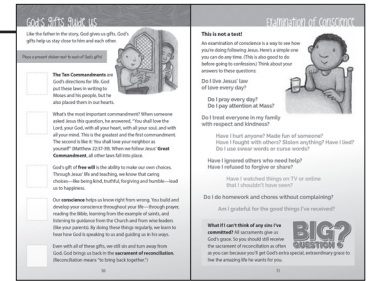 God's gifts guide us
Like the father in the story, God gives us gifts. God's
gifts help us stay close to him and each other.
Place a present sticker next to each of God's gifts!
The Ten Commandments are
God's directions for life. God
put these laws in writing to
Moses and his people, but he
also placed them in our hearts.
What's the most important commandment? When someone
asked Jesus this question, he answered, "You shall love the
Lord, your God, with all your heart, with all your soul, and with
all your mind. This is the greatest and the first commandment.
The second is like it: You shall love your neighbor as
yourself" (Matthew 22:37-39). When we follow Jesus' Great
Commandment, all other laws fall into place.
God's gift of free will is the ability to make our own choices.
Through Jesus' life and teaching, we know that caring
choices—like being kind, truthful, forgiving and humble—lead
us to happiness.
Our conscience helps us know right from wrong. You build and
develop your conscience throughout your life—through prayer,
reading the Bible, learning from the example of saints, and
listening to guidance from the Church and from wise leaders
(like your parents). By doing these things regularly, we learn to
hear how God is speaking to us and guiding us in his ways.
Even with all of these gifts, we still sin and turn away from
God. God brings us back in the sacrament of reconciliation.
(Reconciliation means "to bring back together.")
10
Examination of Conscience
This is not a test!
An examination of conscience is a way to see how
you're doing following Jesus. Here's a simple one
you can do any time. (This is also good to do
before going to confession.) Think about your
answers to these questions:
Do I live Jesus' law
of love every day?
Do I pray every day?
Do I pay attention at Mass?
Do I treat everyone in my family
with respect and kindness?
Have I hurt anyone? Made fun of someone?
Have I fought with others? Stolen anything? Have I lied?
Do I use swear words or curse words?
Have I ignored others who need help?
Have I refused to forgive or share?
Have I watched things on TV or online
that I shouldn't have seen?
Do I do homework and chores without complaining?
Am I grateful for the good things I've received?
What if I can't think of any sins I've
committed? All sacraments give us
God's grace. So you should still receive
the sacrament of reconciliation as often
as you can because you'll get God's extra special, extraordinary grace to
live the amazing life he wants for you.
BIG?
QUESTION
11